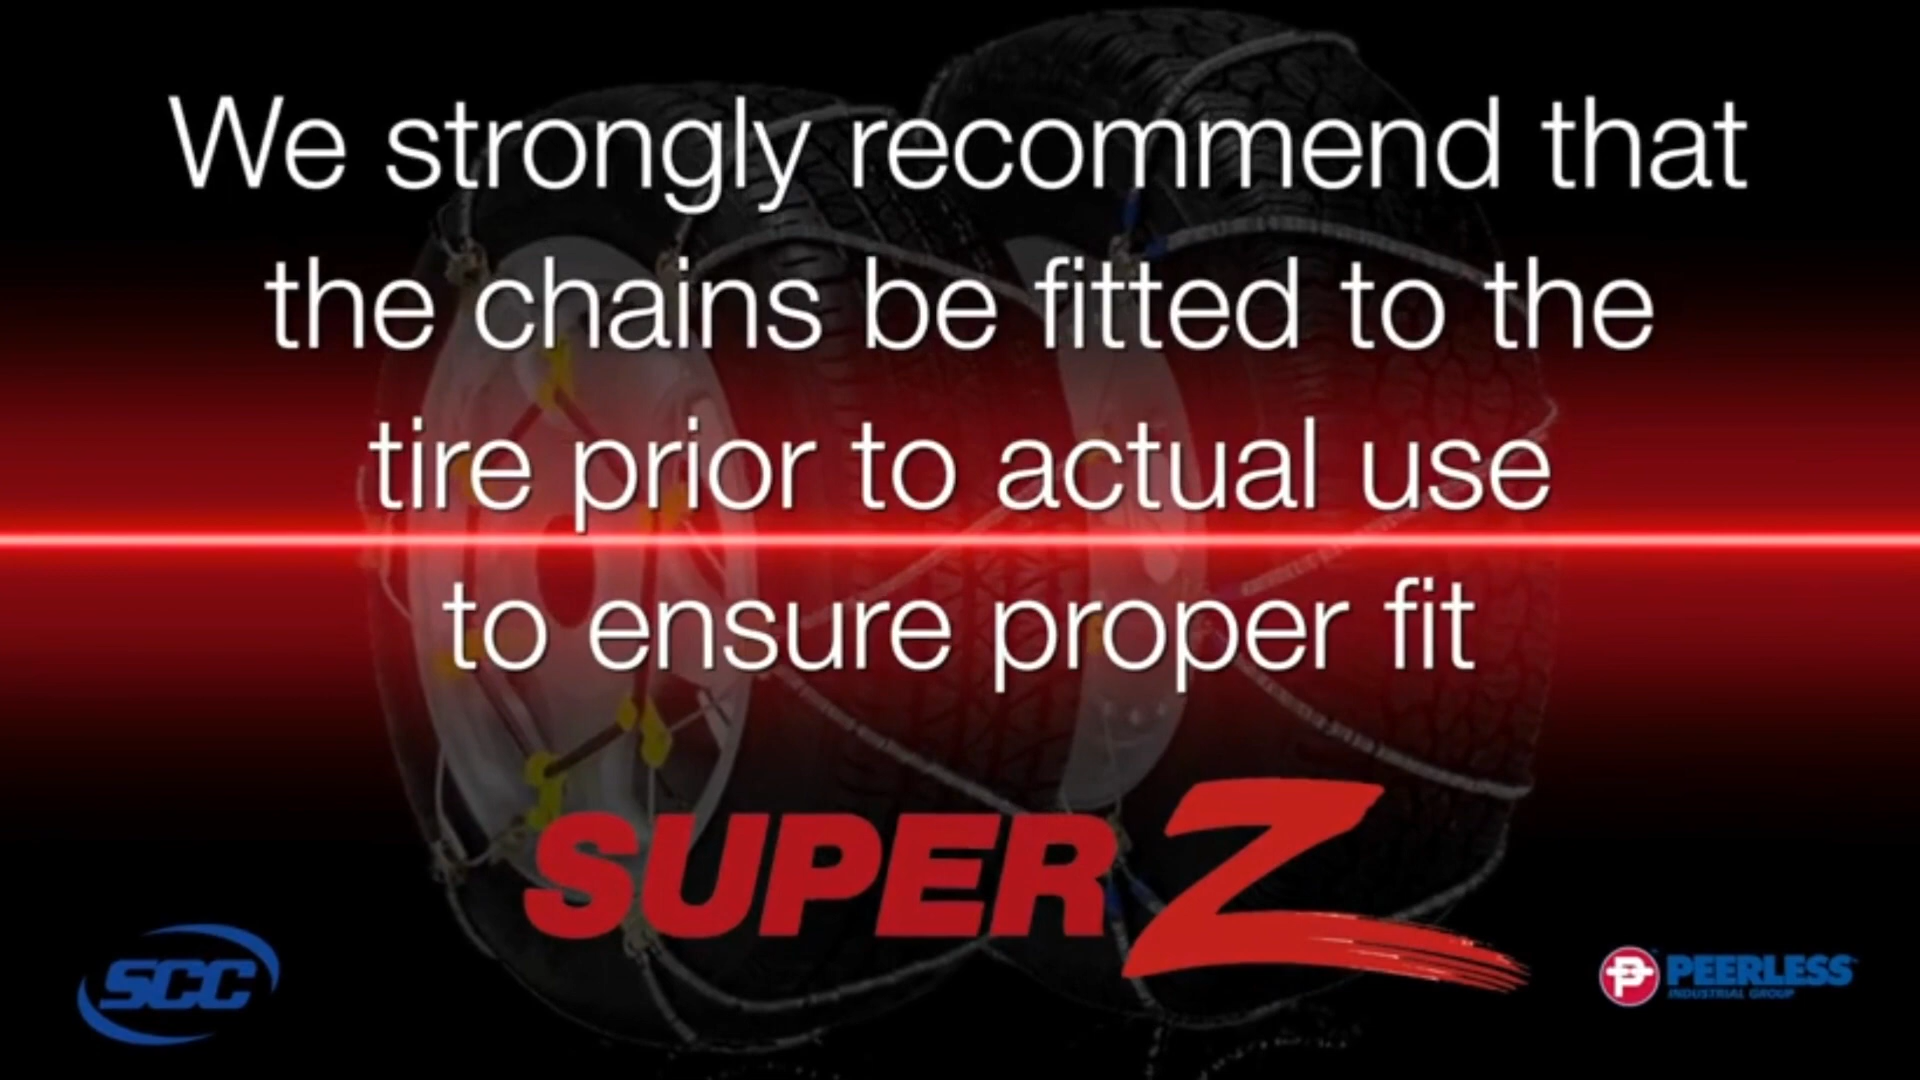 We strongly recommend that
the chains be fitted to the
tire prior to actual use
to ensure proper fit
SUPER Z
SCC
P PEERLESS
INDUSTRIAL GROUP